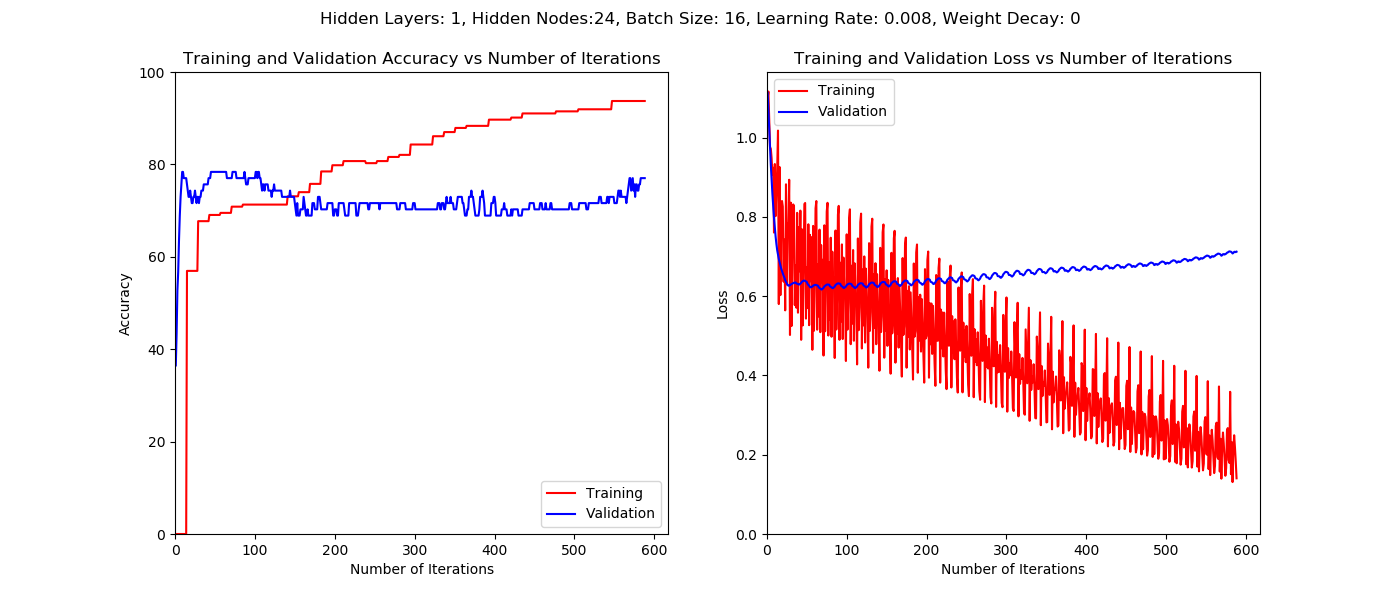 Hidden Layers: 1, Hidden Nodes:24, Batch Size: 16, Learning Rate: 0.008, Weight Decay: 0
Training and Validation Accuracy vs Number of Iterations
100
80
60
40
20
0
Accuracy
0 100 200 300 400 500 600
Number of Iterations
Training
Validation
Training and Validation Loss vs Number of Iterations
Training
Validation
1.0
0.8
0.6
0.4
0.2
0.0
Loss
0 100 200 300 400 500 600
Number of Iterations